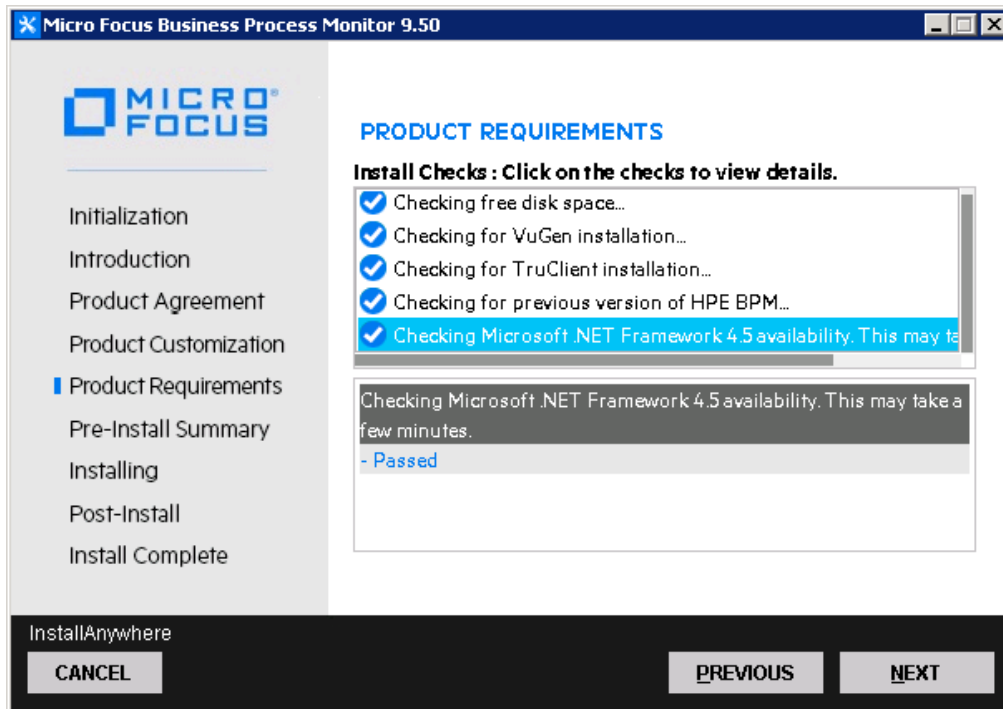 Micro Focus Business Process Monitor 9.50
MICRO®
FOCUS
Initialization
Introduction
Product Agreement
Product Customization
Product Requirements
Pre-Install Summary
Installing
Post-Install
Install Complete
PRODUCT REQUIREMENTS
Install Checks : Click on the checks to view details.
Checking free disk space...
Checking for VuGen installation...
Checking for TruClient installation...
Checking for previous version of HPE BPM...
Checking Microsoft .NET Framework 4.5 availability. This may ta
Checking Microsoft .NET Framework 4.5 availability. This may take a
few minutes.
- Passed
InstallAnywhere
CANCEL
PREVIOUS
NEXT